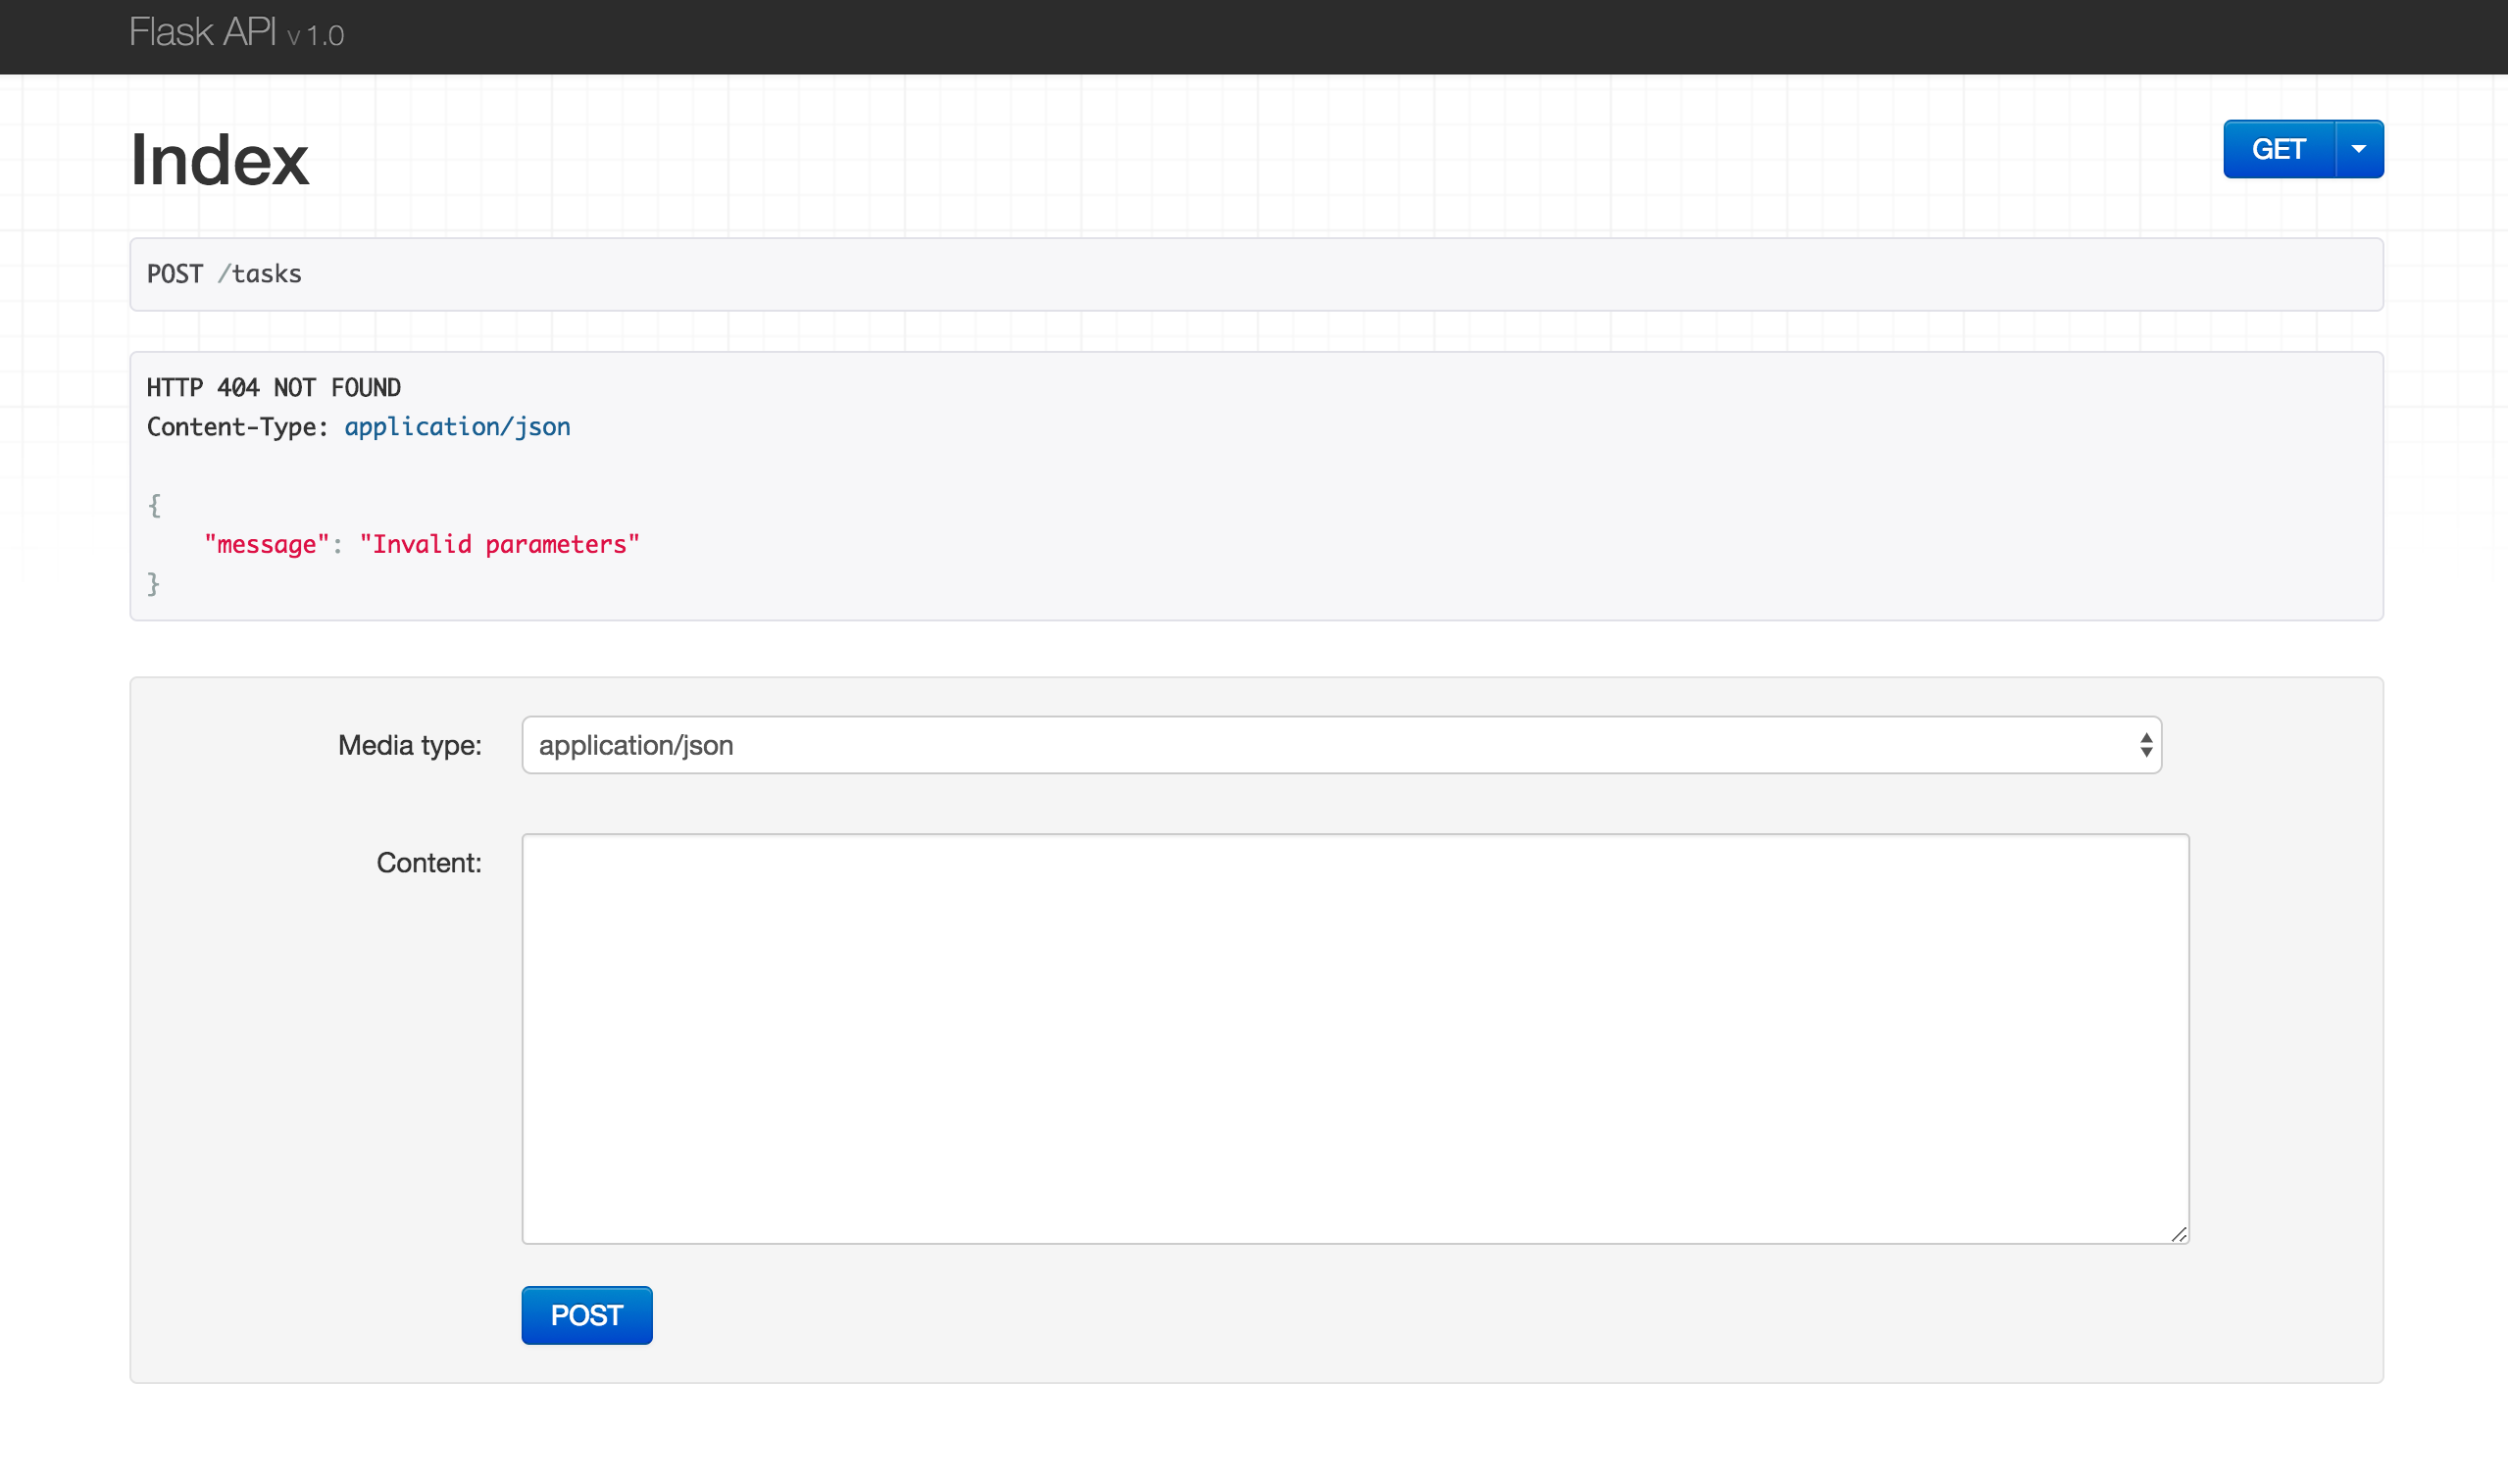 Flask API v 1.0
Index
GET
POST /tasks
HTTP 404 NOT FOUND
Content-Type: application/json
{
"message": "Invalid parameters"
}
Media type: application/json
Content:
POST